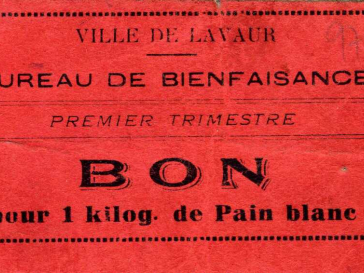 VILLE DE LAVAUR
UREAU DE BIENFAISANCE
PREMIER TRIMESTRE
BON
pour 1 kilog. de Pain blanc